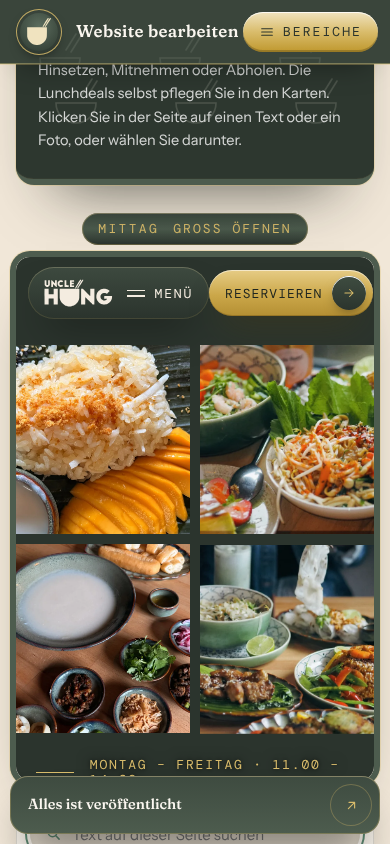 Website bearbeiten
BEREICHE
Hinsetzen, Mitnehmen oder Abholen. Die
Lunchdeals selbst pflegen Sie in den Karten.
Klicken Sie in der Seite auf einen Text oder ein
Foto, oder wählen Sie darunter.
MITTAG GROSS ÖFFNEN
UNCLE
HUNG
MENÜ
RESERVIEREN
MONTAG – FREITAG · 11.00 –
Alles ist veröffentlicht
Text auf dieser Seite suchen